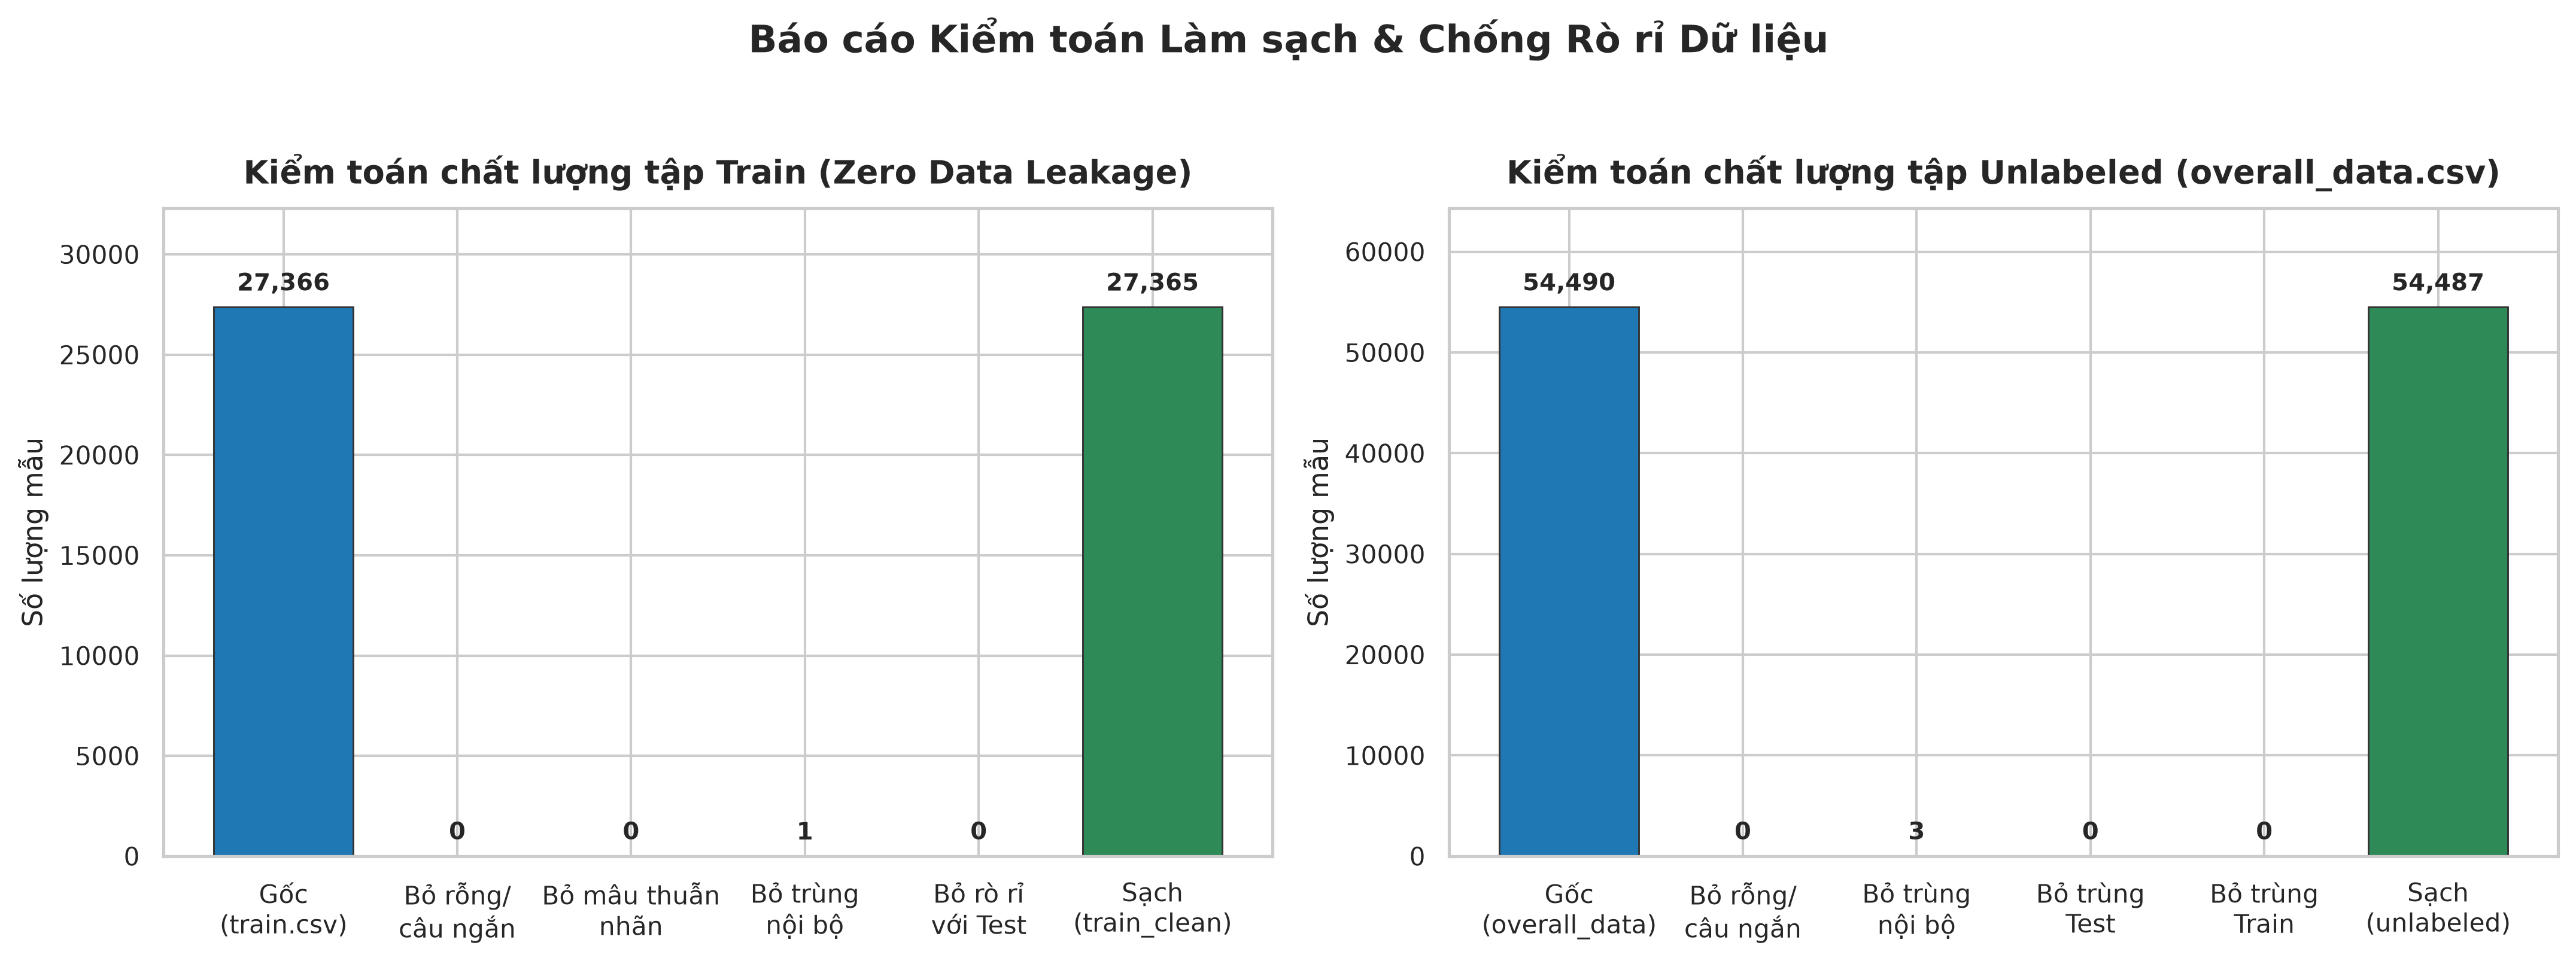 Báo cáo Kiểm toán Làm sạch & Chống Rò rỉ Dữ liệu
Kiểm toán chất lượng tập Train (Zero Data Leakage)
Số lượng mẫu
30000
25000
20000
15000
10000
5000
0
27,366
0
0
1
0
27,365
Gốc
(train.csv)
Bỏ rỗng/
câu ngắn
Bỏ mâu thuẫn
nhãn
Bỏ trùng
nội bộ
Bỏ rò rỉ
với Test
Sạch
(train_clean)
Kiểm toán chất lượng tập Unlabeled (overall_data.csv)
Số lượng mẫu
60000
50000
40000
30000
20000
10000
0
54,490
0
3
0
0
54,487
Gốc
(overall_data)
Bỏ rỗng/
câu ngắn
Bỏ trùng
nội bộ
Bỏ trùng
Test
Bỏ trùng
Train
Sạch
(unlabeled)